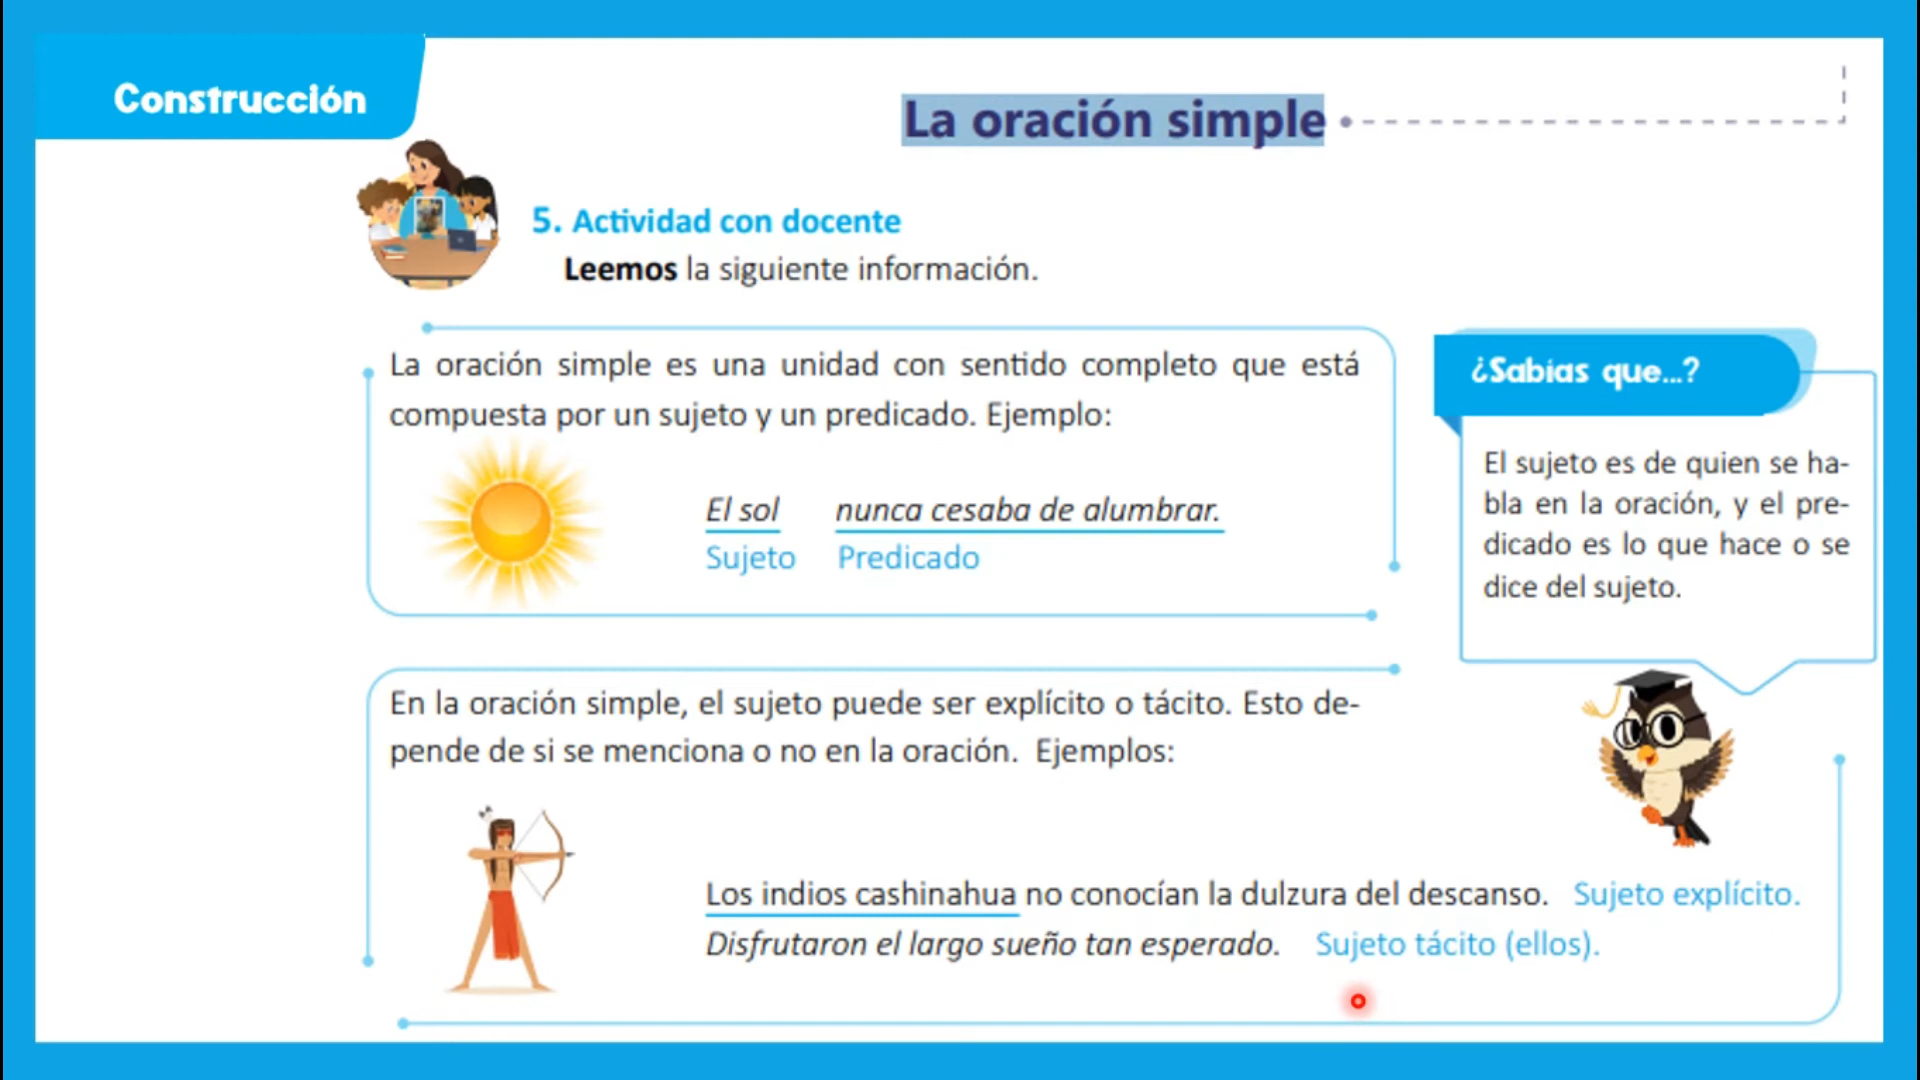 Construcción
La oración simple
5. Actividad con docente
Leemos la siguiente información.
La oración simple es una unidad con sentido completo que está
compuesta por un sujeto y un predicado. Ejemplo:
El sol nunca cesaba de alumbrar.
Sujeto Predicado
¿Sabías que...?
El sujeto es de quien se ha-
bla en la oración, y el pre-
dicado es lo que hace o se
dice del sujeto.
En la oración simple, el sujeto puede ser explícito o tácito. Esto de-
pende de si se menciona o no en la oración. Ejemplos:
Los indios cashinahua no conocían la dulzura del descanso. Sujeto explícito.
Disfrutaron el largo sueño tan esperado. Sujeto tácito (ellos).